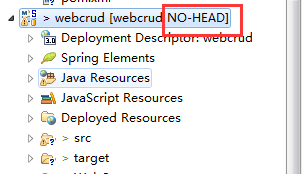 > webcrud [webcrud NO-HEAD]
Deployment Descriptor: webcrud
Spring Elements
Java Resources
JavaScript Resources
Deployed Resources
> src
> target